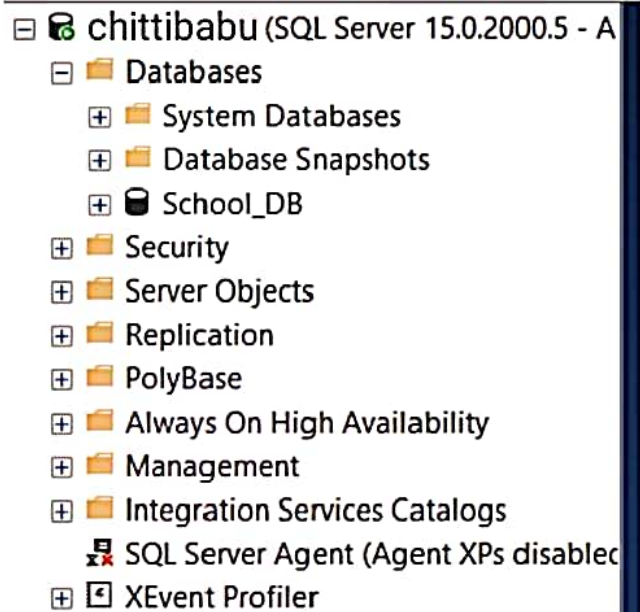 chittibabu (SQL Server 15.0.2000.5 - A
Databases
System Databases
Database Snapshots
School_DB
Security
Server Objects
Replication
PolyBase
Always On High Availability
Management
Integration Services Catalogs
SQL Server Agent (Agent XPs disabled
XEvent Profiler